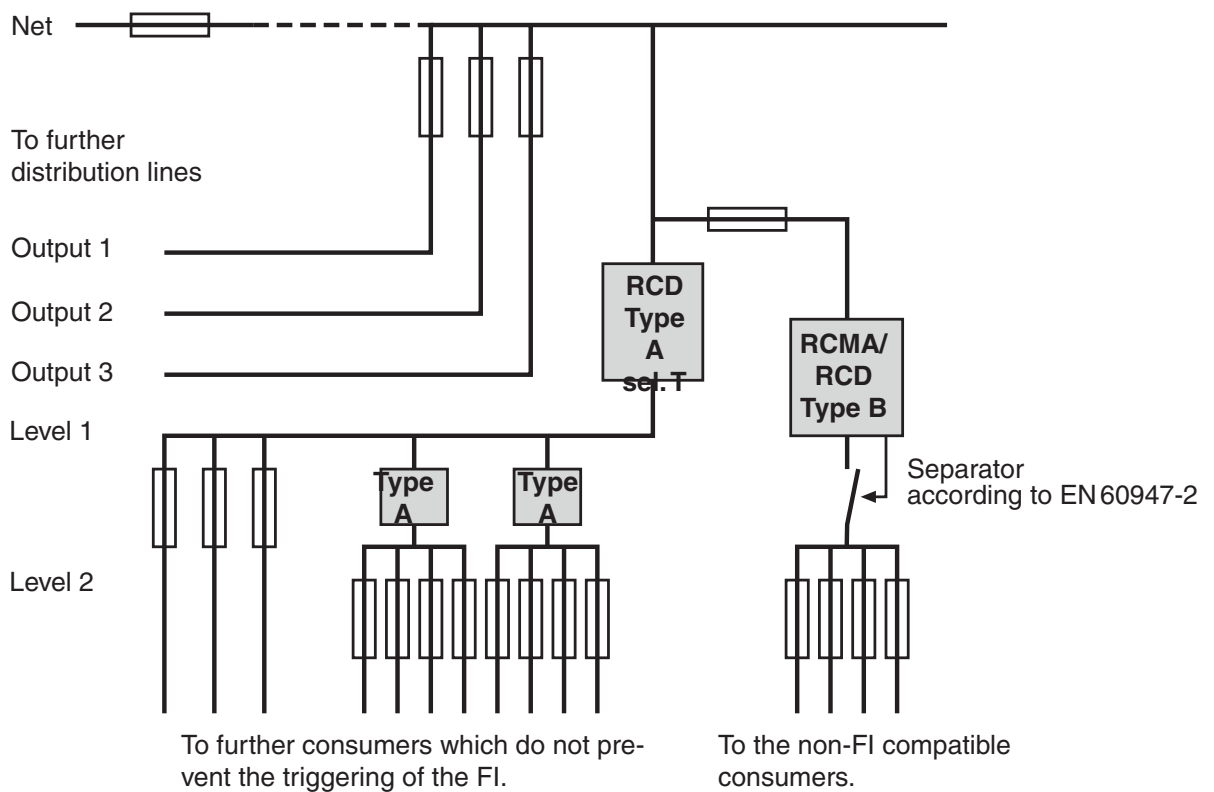 Net
To further
distribution lines
Output 1
Output 2
Output 3
RCD
Type
A
sel. T
RCMA/
RCD
Type B
Level 1
Type
A
Type
A
Separator
according to EN 60947-2
Level 2
To further consumers which do not pre-
vent the triggering of the FI.
To the non-FI compatible
consumers.